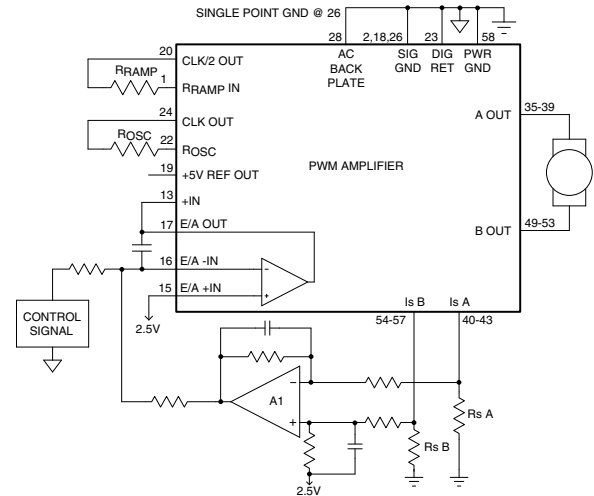 SINGLE POINT GND @ 26
28 2,18,26 23 58
AC BACK PLATE
SIG GND
DIG RET
PWR GND
20 CLK/2 OUT
RRAMP
1 RRAMP IN
24 CLK OUT
ROSC
22 ROSC
19 +5V REF OUT
13 +IN
17 E/A OUT
16 E/A -IN
15 E/A +IN
2.5V
PWM AMPLIFIER
A OUT 35-39
B OUT 49-53
Is B Is A
54-57 40-43
CONTROL
SIGNAL
−
+
−
A1
+
Rs A
Rs B
2.5V